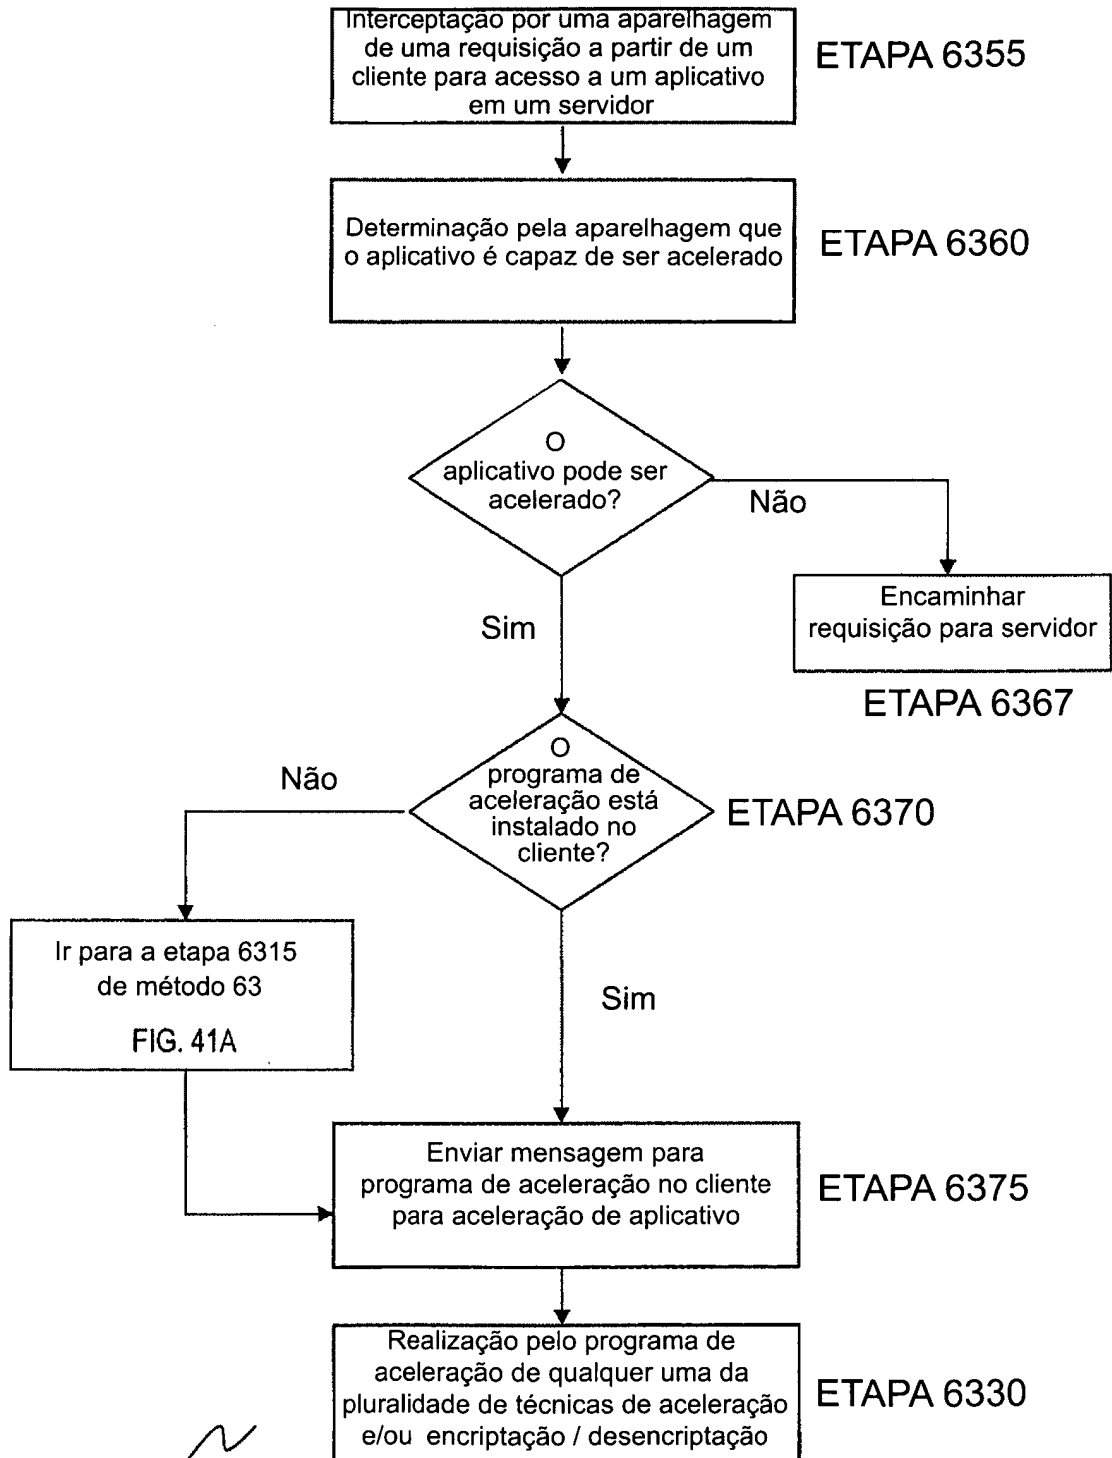 Interceptação por uma aparelhagem
de uma requisição a partir de um
cliente para acesso a um aplicativo
em um servidor
ETAPA 6355
Determinação pela aparelhagem que
o aplicativo é capaz de ser acelerado
ETAPA 6360
O
aplicativo pode ser
acelerado?
Não
Sim
Encaminhar
requisição para servidor
ETAPA 6367
O
programa de
aceleração está
instalado no
cliente?
ETAPA 6370
Não
Sim
Ir para a etapa 6315
de método 63
FIG. 41A
Enviar mensagem para
programa de aceleração no cliente
para aceleração de aplicativo
ETAPA 6375
Realização pelo programa de
aceleração de qualquer uma da
pluralidade de técnicas de aceleração
e/ou encriptação / desencriptação
ETAPA 6330